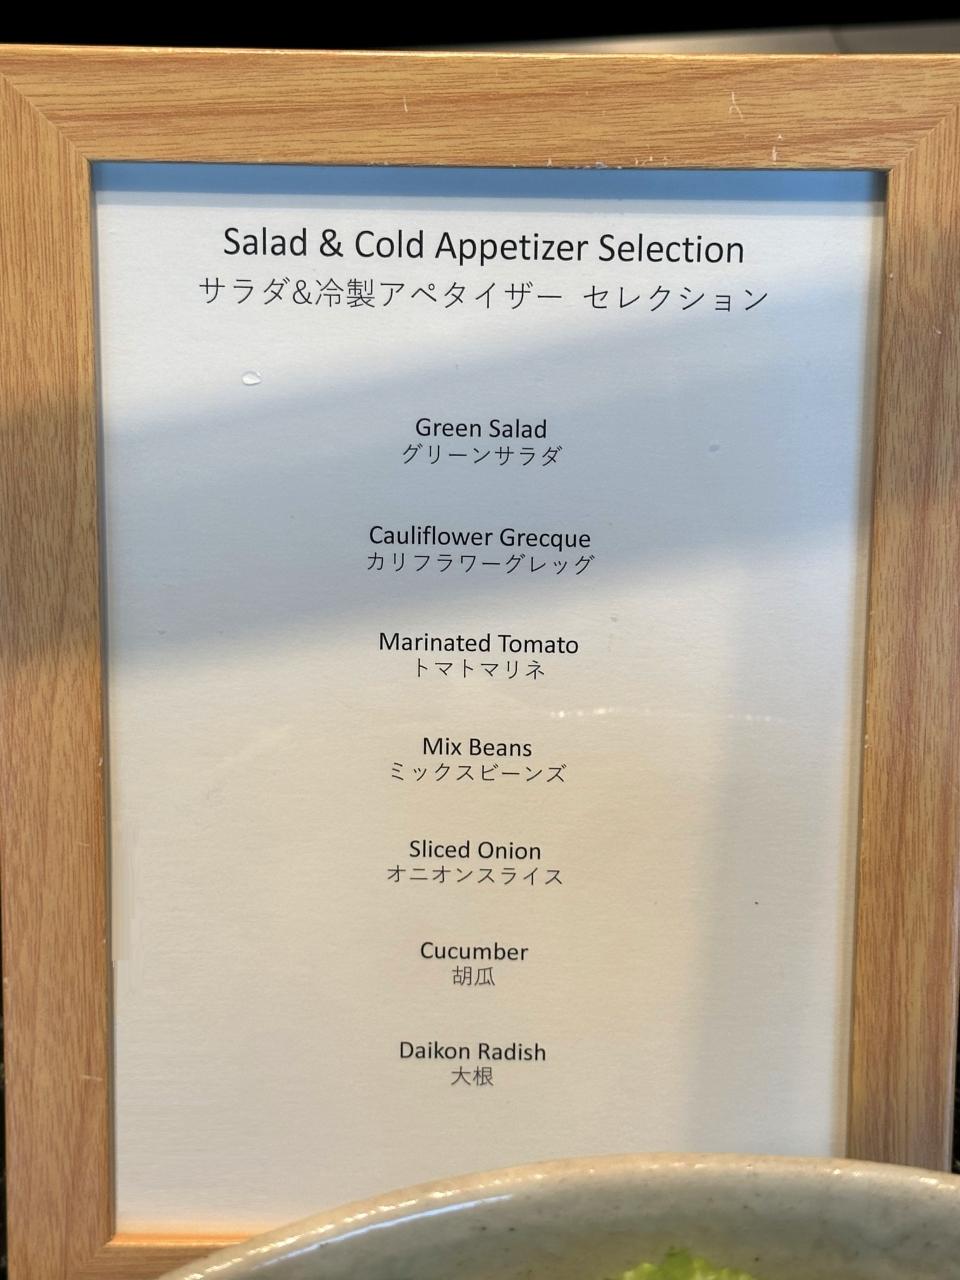 Salad & Cold Appetizer Selection
サラダ&冷製アペタイザー セレクション
Green Salad
グリーンサラダ
Cauliflower Grecque
カリフラワーグレッグ
Marinated Tomato
トマトマリネ
Mix Beans
ミックスビーンズ
Sliced Onion
オニオンスライス
Cucumber
胡瓜
Daikon Radish
大根